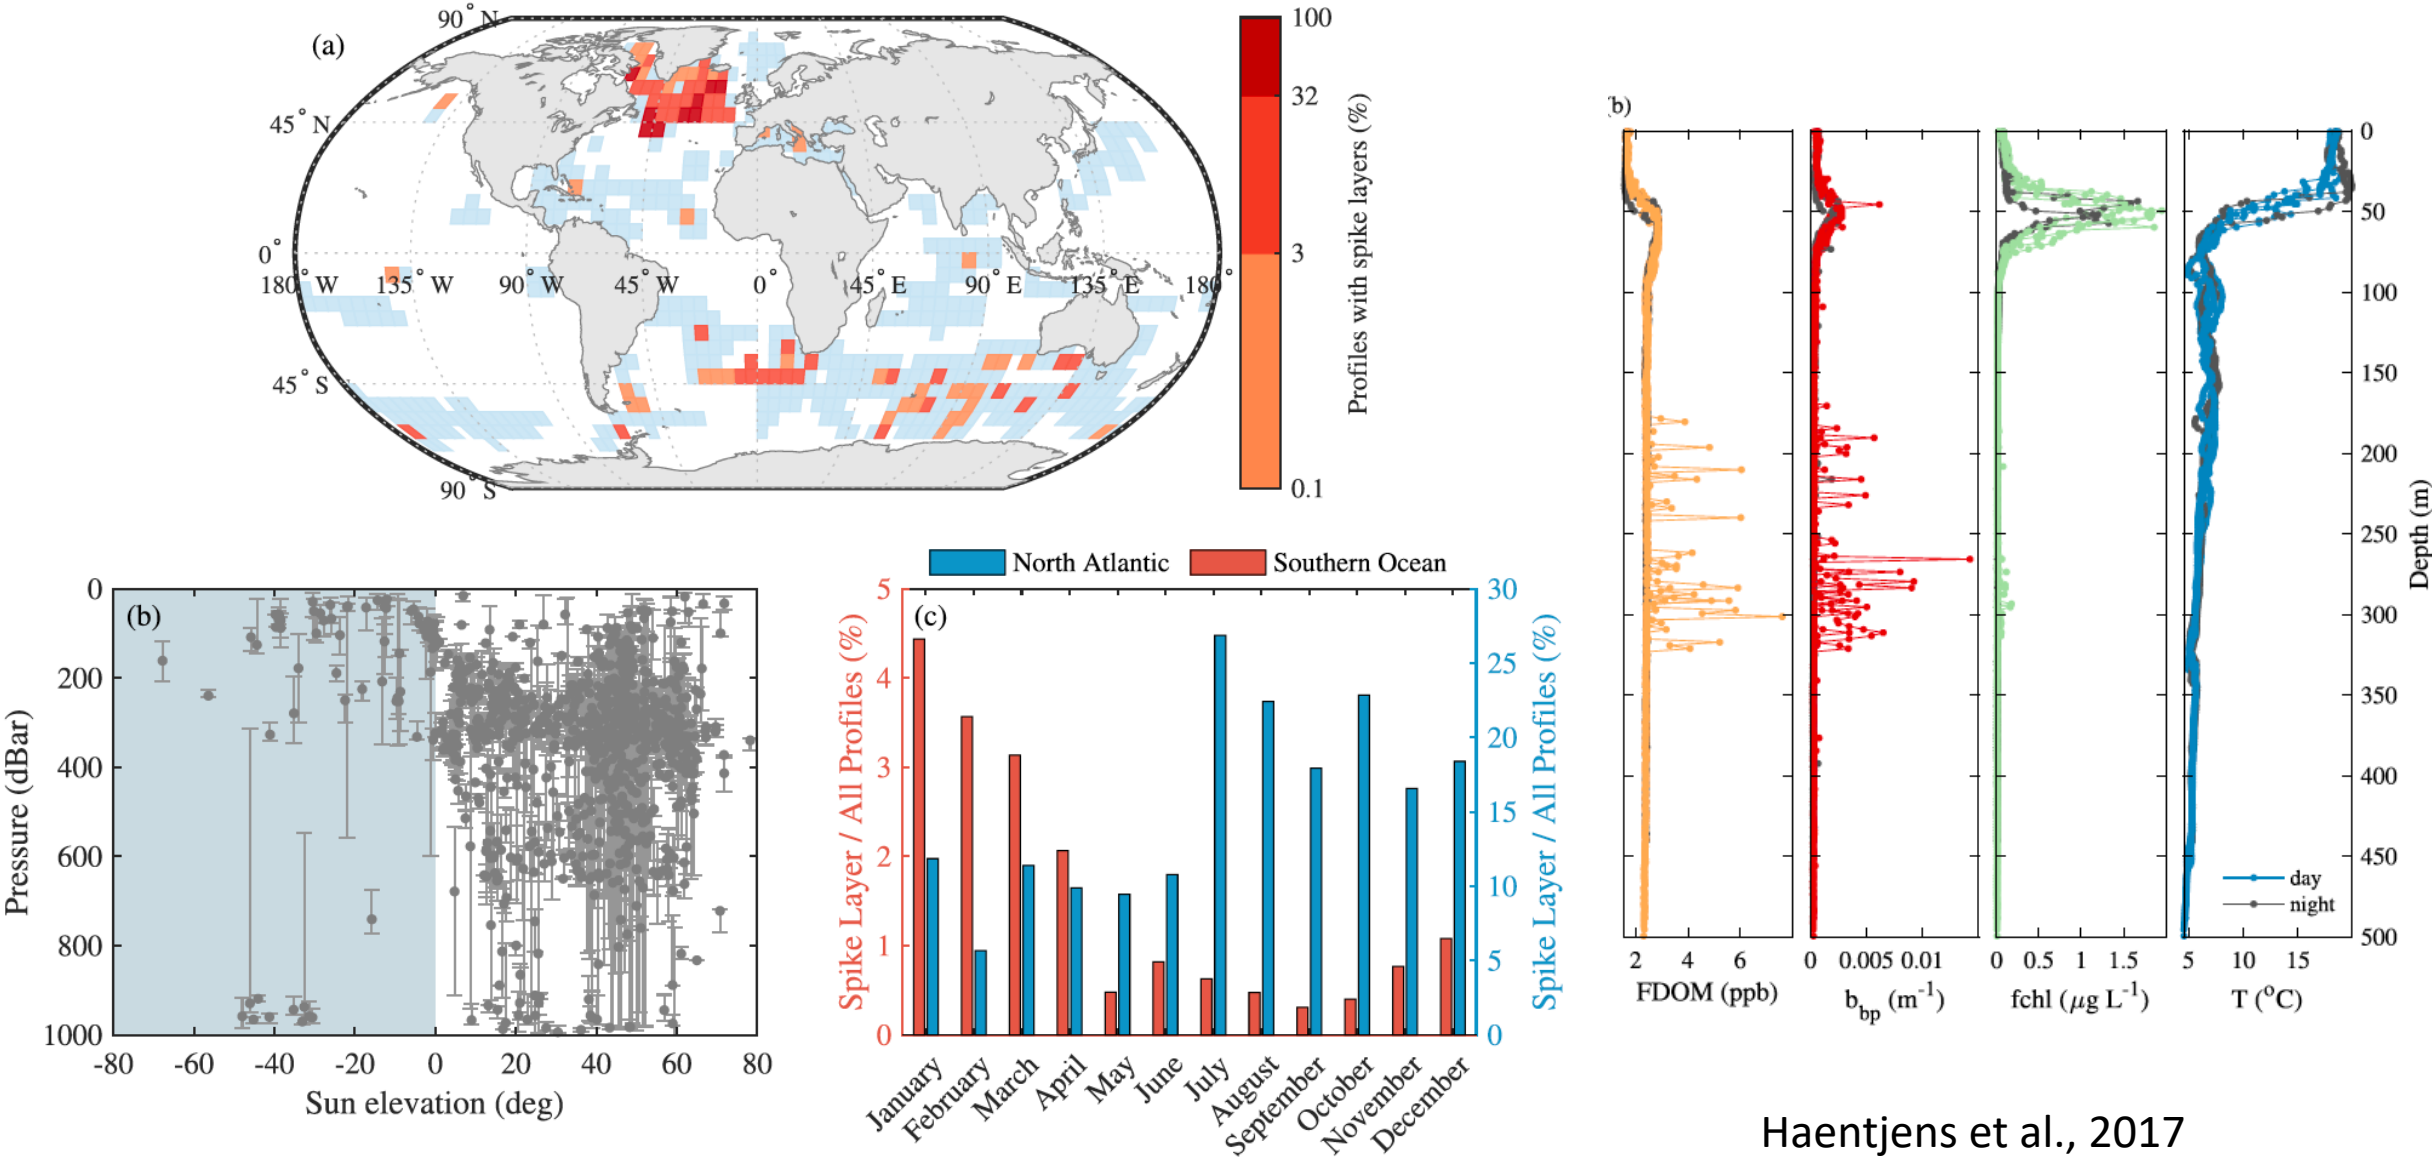 (a)
90° N
45° N
0°
180° W 135° W 90° W 45° W 0° 45° E 90° E 135° E 180°
45° S
90° S
100
32
3
0.1
Profiles with spike layers (%)
(b)
0
200
400
600
800
1000
Pressure (dBar)
-80 -60 -40 -20 0 20 40 60 80
Sun elevation (deg)
North Atlantic Southern Ocean
(c)
5
4
3
2
1
0
Spike Layer / All Profiles (%)
30
25
20
15
10
5
0
Spike Layer / All Profiles (%)
January
February
March
April
May
June
July
August
September
October
November
December
b)
0
50
100
150
200
250
300
350
400
450
500
Depth (m)
day
night
2 4 6
FDOM (ppb)
0 0.005 0.01
b_bp (m⁻¹)
0 0.5 1 1.5
fchl (μg L⁻¹)
5 10 15
T (°C)
Haentjens et al., 2017